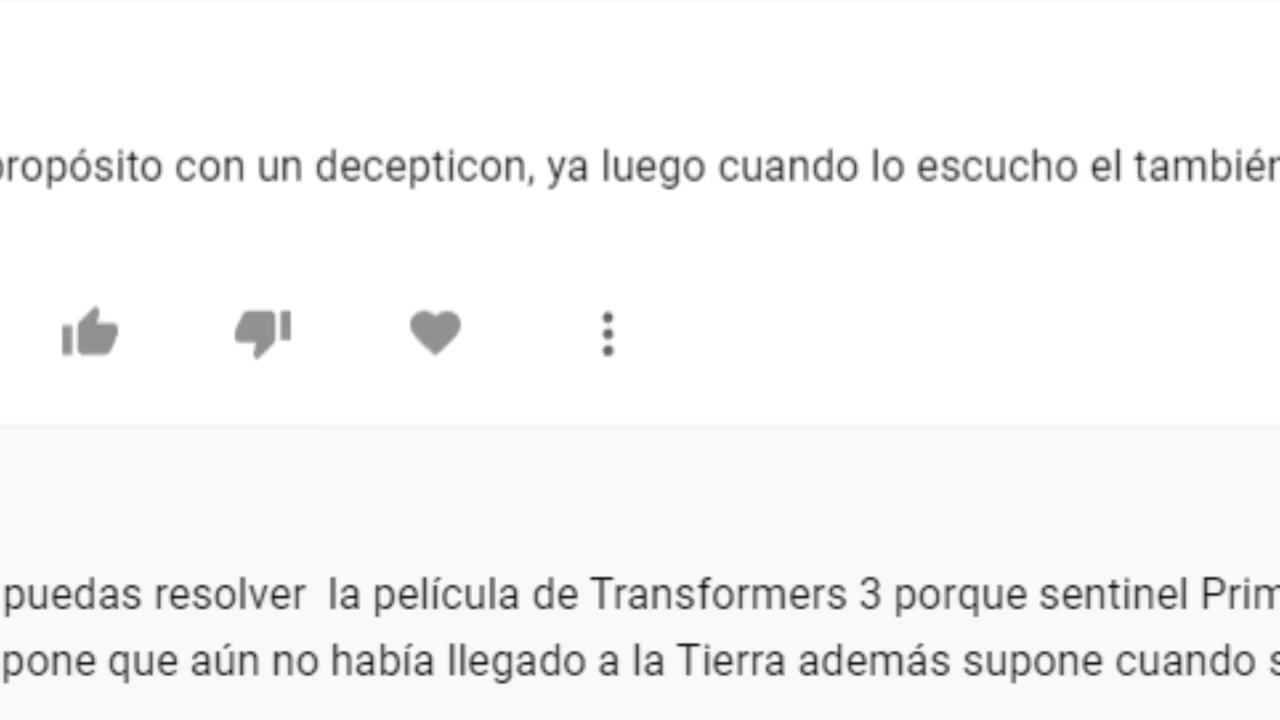 propósito con un decepticon, ya luego cuando lo escucho el también
puedas resolver  la película de Transformers 3 porque sentinel Prim
pone que aún no había llegado a la Tierra además supone cuando s